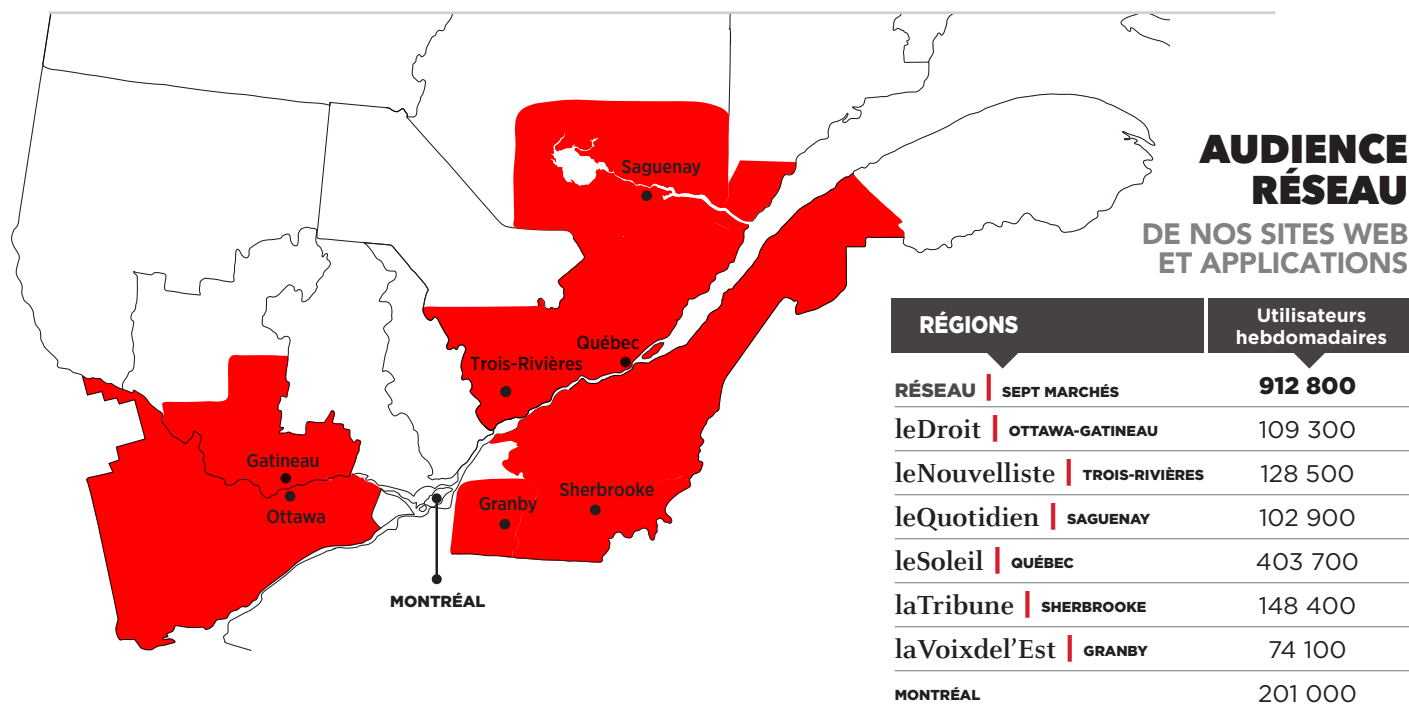 Saguenay
Québec
Trois-Rivières
Gatineau
Ottawa
Granby
Sherbrooke
MONTRÉAL
AUDIENCE
RÉSEAU
DE NOS SITES WEB
ET APPLICATIONS
RÉGIONS
Utilisateurs
hebdomadaires
RÉSEAU | SEPT MARCHÉS 912 800
leDroit | OTTAWA-GATINEAU 109 300
leNouvelliste | TROIS-RIVIÈRES 128 500
leQuotidien | SAGUENAY 102 900
leSoleil | QUÉBEC 403 700
laTribune | SHERBROOKE 148 400
laVoixdel'Est | GRANBY 74 100
MONTRÉAL 201 000